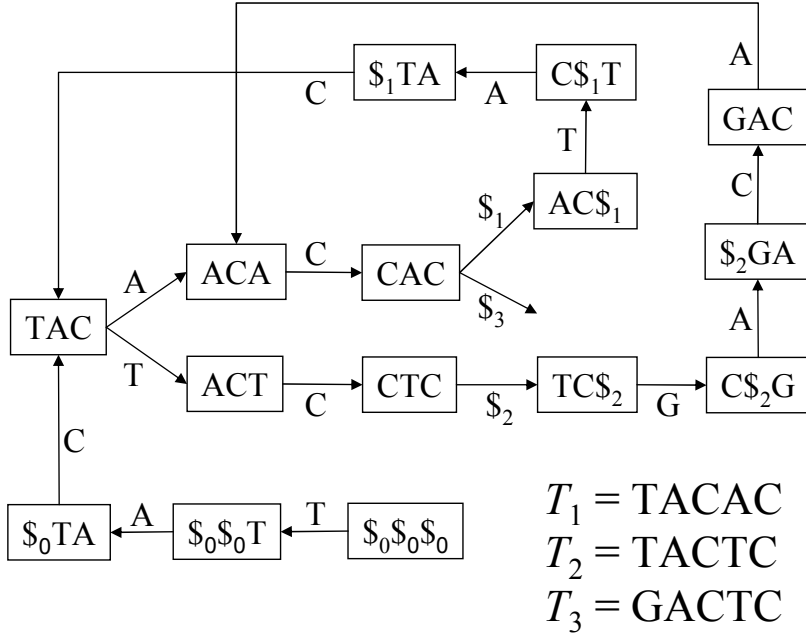 A
$₁TA
C
A
C$₁T
GAC
T
C
AC$₁
$₁
$₂GA
ACA
C
CAC
A
$₃
A
TAC
T
ACT
C
CTC
$₂
TC$₂
G
C$₂G
C
$₀TA
A
$₀$₀T
T
$₀$₀$₀
T₁ = TACAC
T₂ = TACTC
T₃ = GACTC